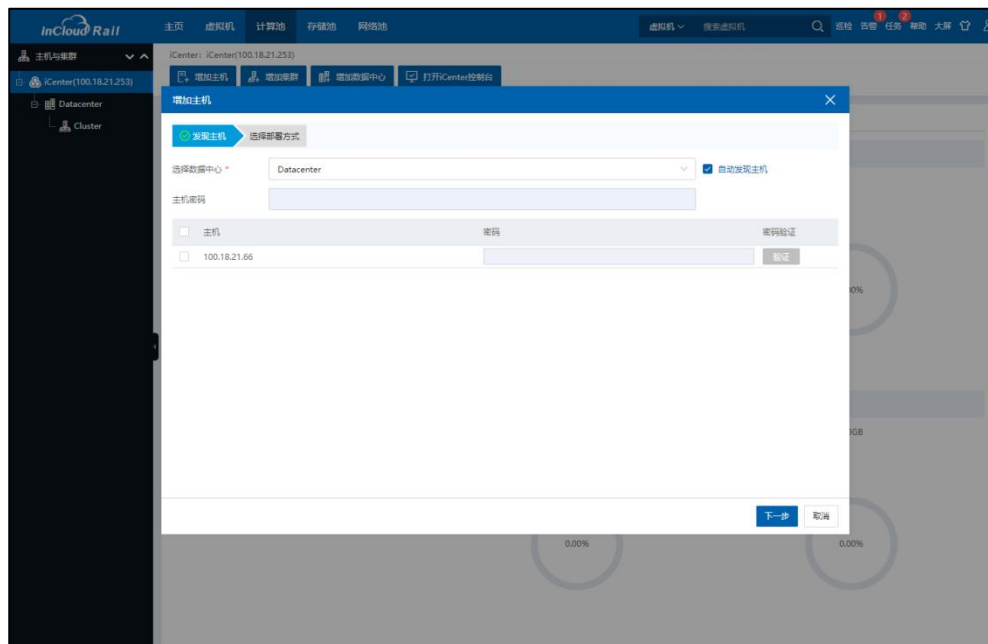 inCloud Rail
主页 虚拟机 计算池 存储池 网络池 虚拟机 搜索虚拟机 巡检 告警 1 任务 2 帮助 大屏
主机与集群
iCenter: iCenter(100.18.21.253)
iCenter(100.18.21.253)
Datacenter
Cluster
增加主机 增加集群 增加数据中心 打开iCenter控制台
增加主机
发现主机 选择部署方式
选择数据中心 * Datacenter 自动发现主机
主机密码
主机 密码 密码验证
100.18.21.66 验证
00%
0GB
下一步 取消
0.00% 0.00%